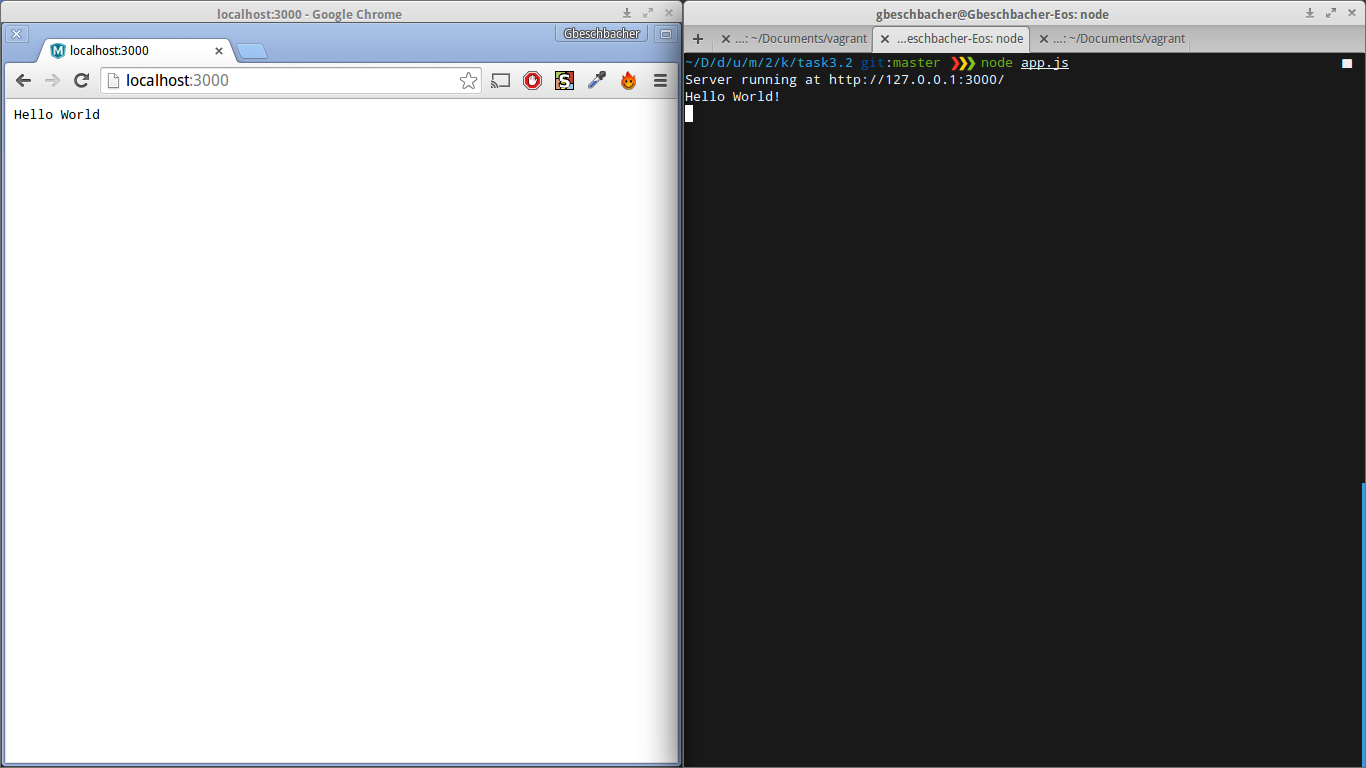 localhost:3000 - Google Chrome
Gbeschbacher
localhost:3000
localhost:3000
Hello World
gbeschbacher@Gbeschbacher-Eos: node
...: ~/Documents/vagrant
...eschbacher-Eos: node
...: ~/Documents/vagrant
~/D/d/u/m/2/k/task3.2 git:master ❯❯❯ node app.js
Server running at http://127.0.0.1:3000/
Hello World!